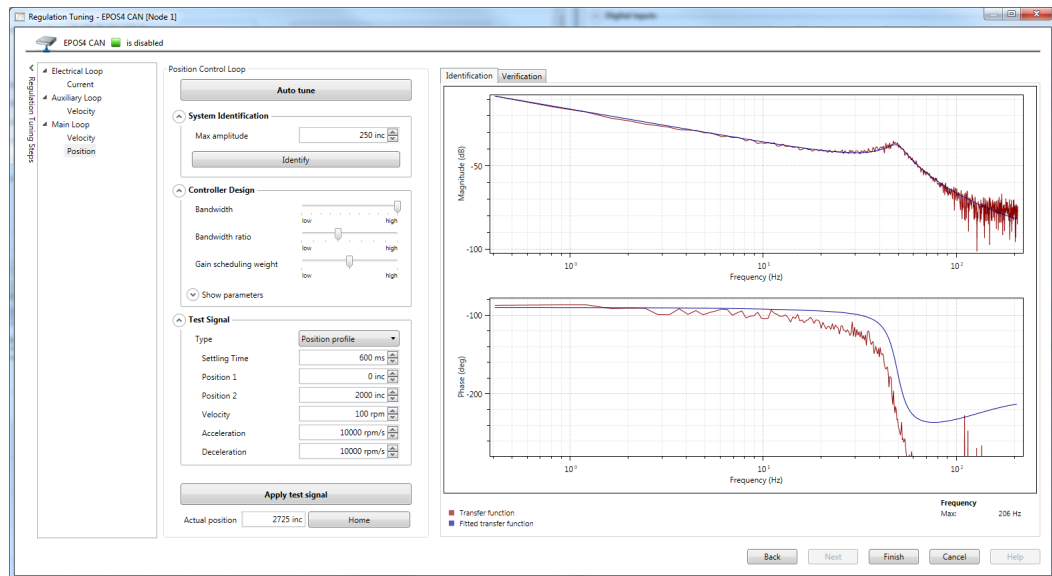 Regulation Tuning - EPOS4 CAN [Node 1]
Digital Inputs
EPOS4 CAN is disabled
Regulation Tuning Steps
Electrical Loop
Current
Auxiliary Loop
Velocity
Main Loop
Velocity
Position
Position Control Loop
Auto tune
System Identification
Max amplitude 250 inc
Identify
Controller Design
Bandwidth
low high
Bandwidth ratio
low high
Gain scheduling weight
low high
Show parameters
Test Signal
Type Position profile
Settling Time 600 ms
Position 1 0 inc
Position 2 2000 inc
Velocity 100 rpm
Acceleration 10000 rpm/s
Deceleration 10000 rpm/s
Apply test signal
Actual position 2725 inc Home
Identification Verification
Magnitude (dB)
-50
-100
10⁰ 10¹ 10²
Frequency (Hz)
Phase (deg)
-100
-200
10⁰ 10¹ 10²
Frequency (Hz)
Transfer function
Fitted transfer function
Frequency
Max: 206 Hz
Back Next Finish Cancel Help